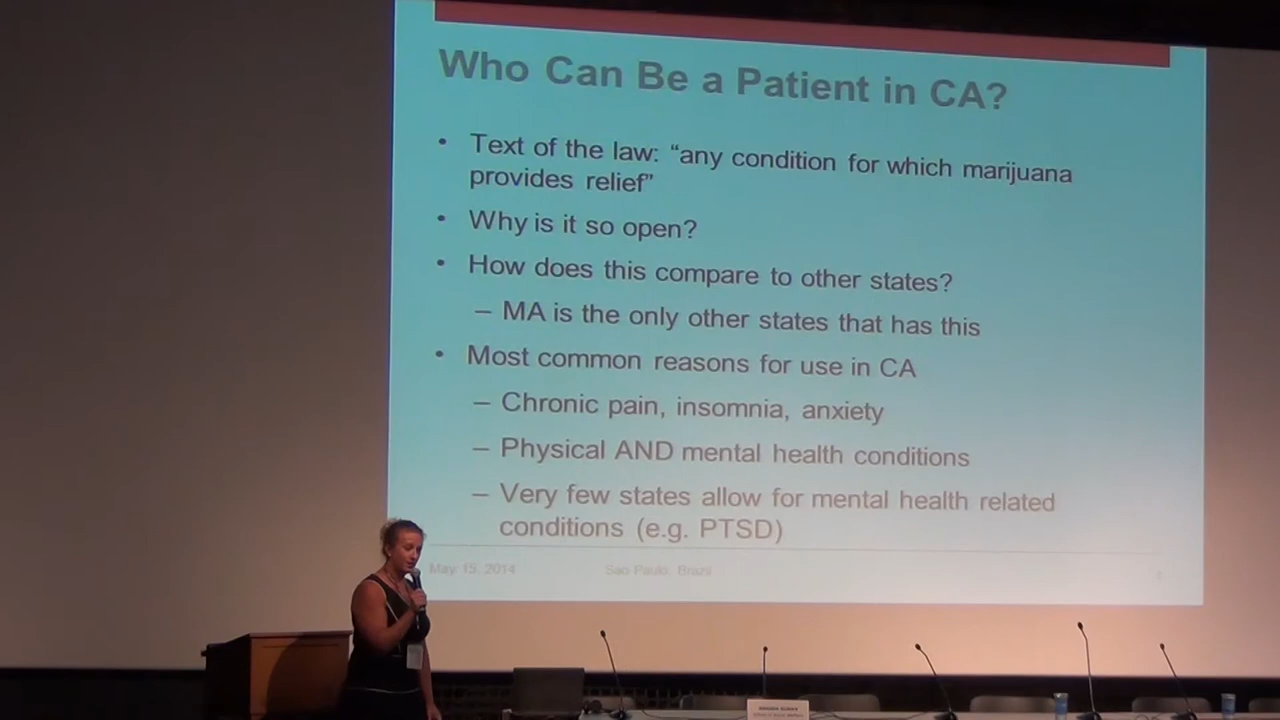 Who Can Be a Patient in CA?
• Text of the law: “any condition for which marijuana
provides relief”
• Why is it so open?
• How does this compare to other states?
– MA is the only other states that has this
• Most common reasons for use in CA
– Chronic pain, insomnia, anxiety
– Physical AND mental health conditions
– Very few states allow for mental health related
conditions (e.g. PTSD)
May. 15, 2014
Sao Paulo, Brazil